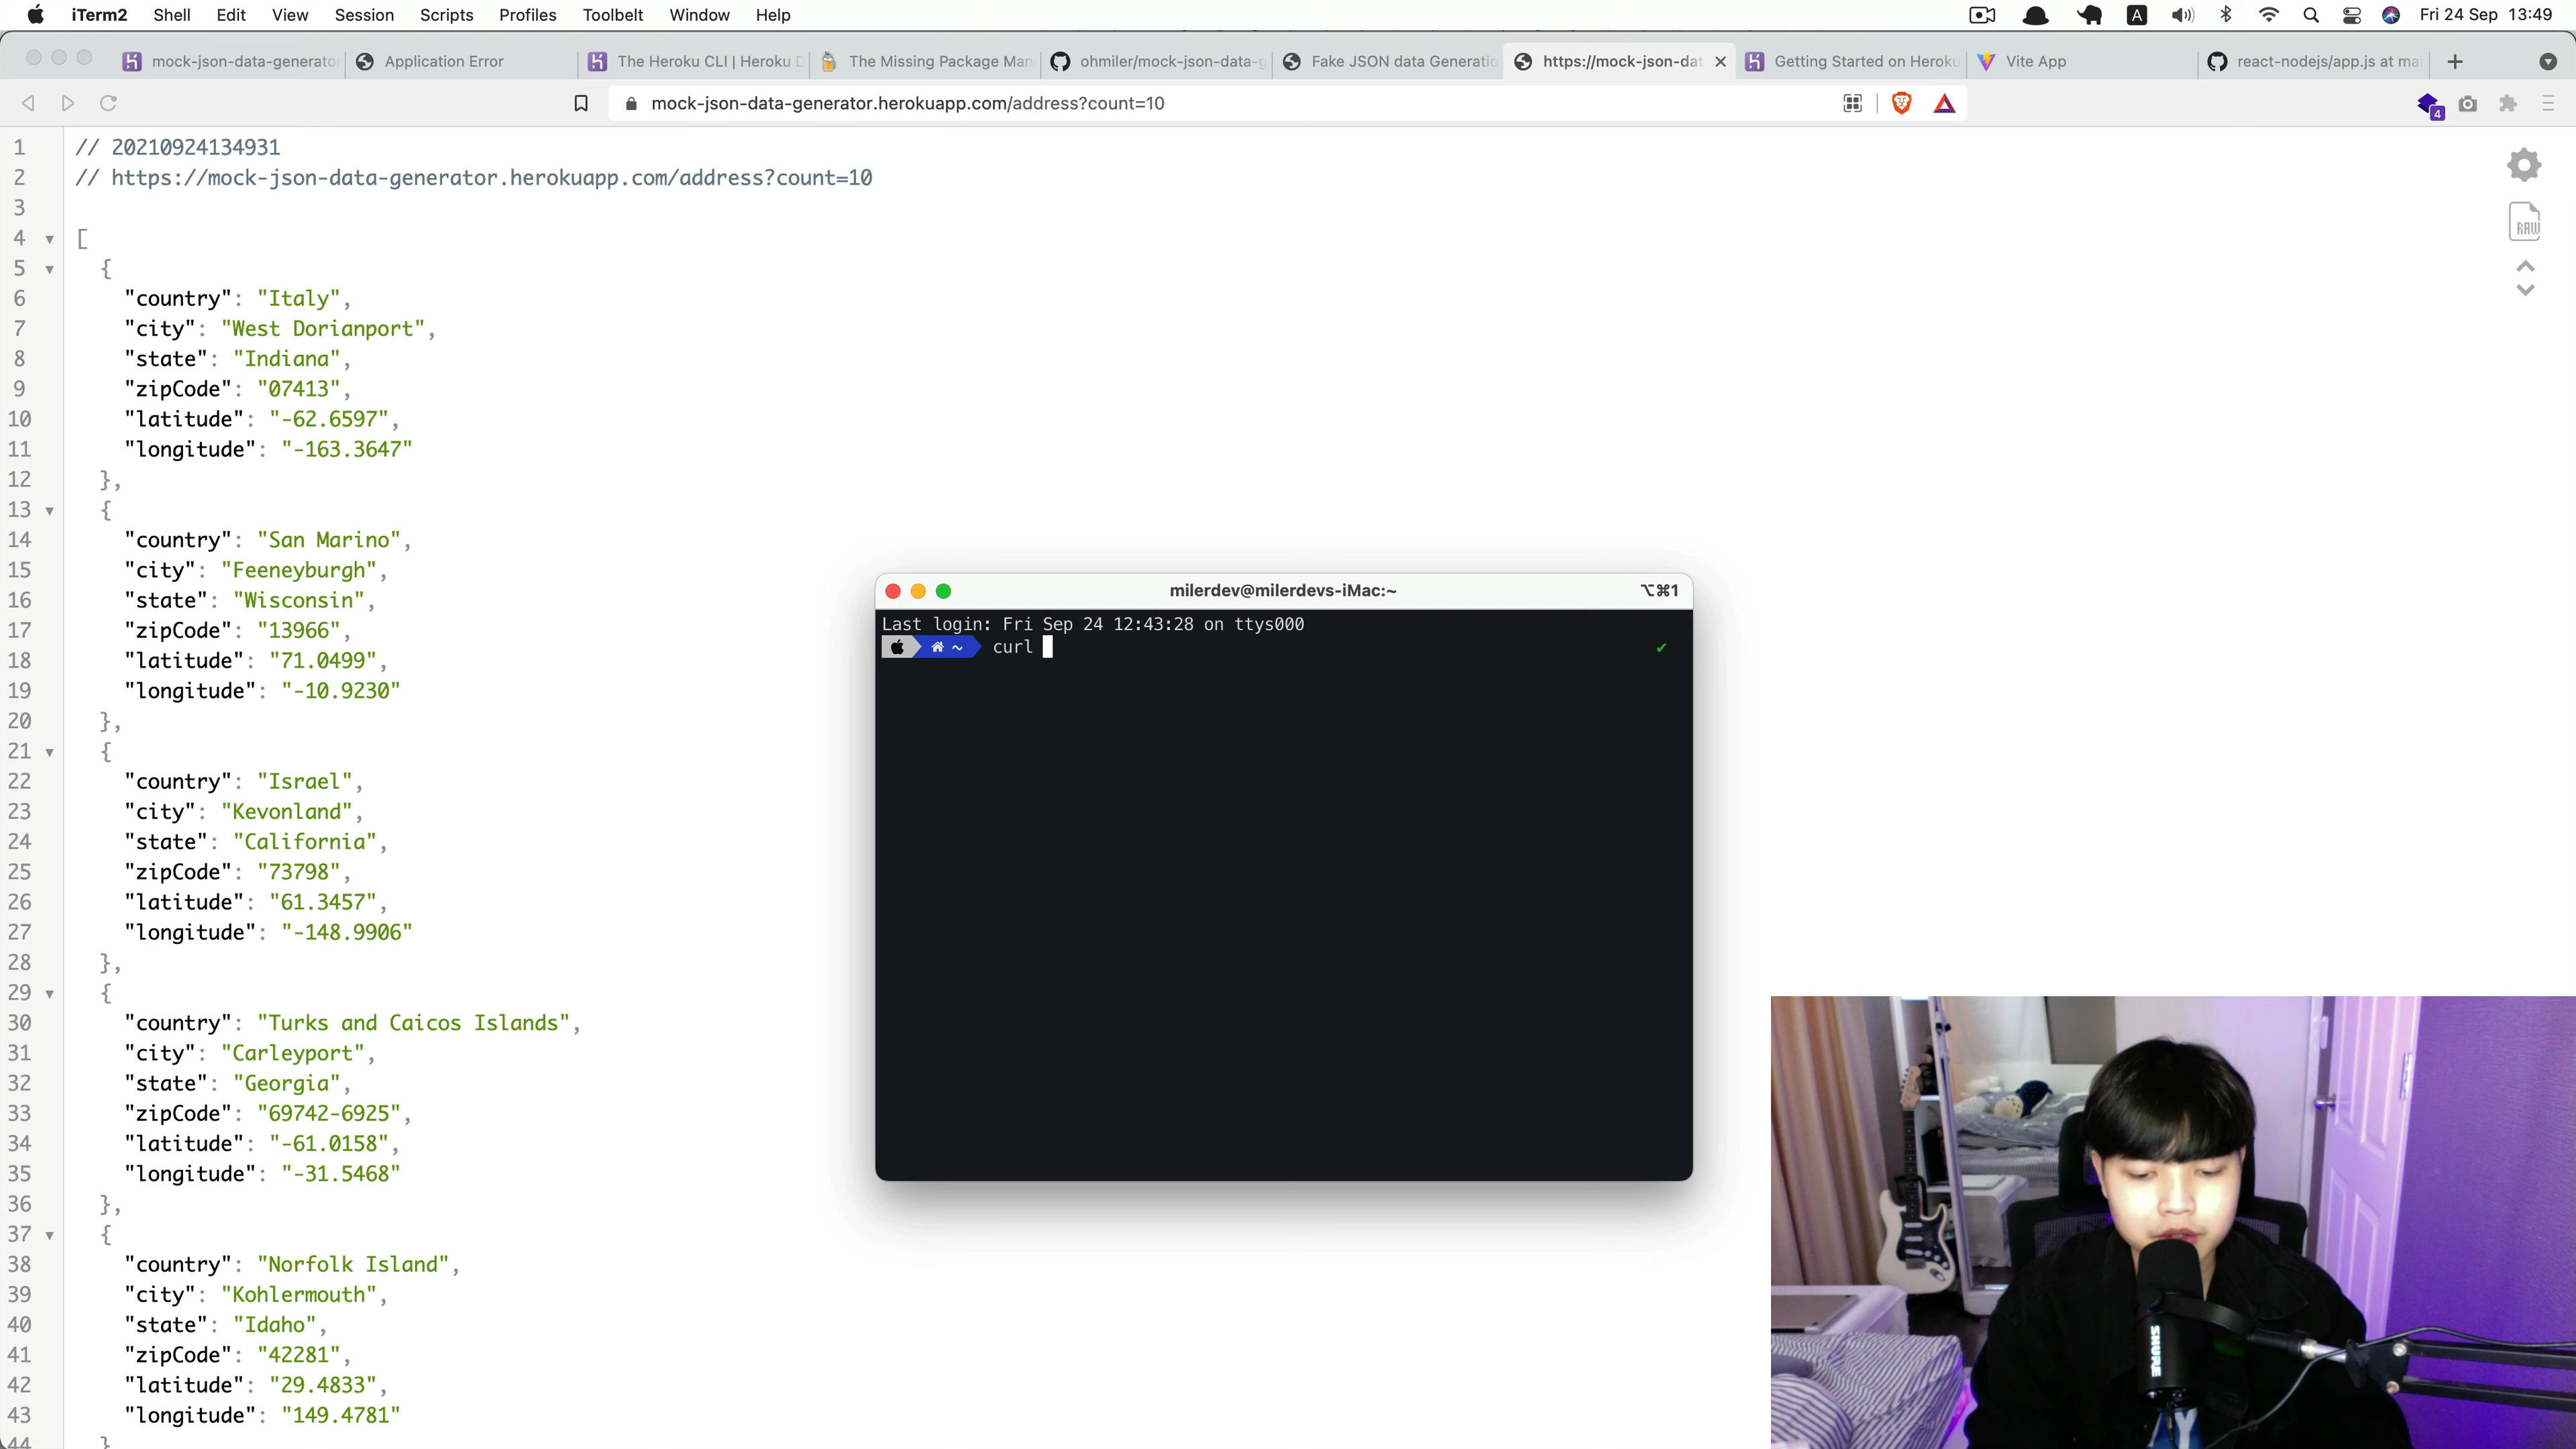 iTerm2 Shell Edit View Session Scripts Profiles Toolbelt Window Help A Fri 24 Sep 13:49
mock-json-data-generator Application Error The Heroku CLI | Heroku D The Missing Package Man ohmiler/mock-json-data-g Fake JSON data Generatio https://mock-json-dat Getting Started on Heroku Vite App react-nodejs/app.js at ma
mock-json-data-generator.herokuapp.com/address?count=10 4
1 // 20210924134931
2 // https://mock-json-data-generator.herokuapp.com/address?count=10
3
4 [
5 {
6 "country": "Italy",
7 "city": "West Dorianport",
8 "state": "Indiana",
9 "zipCode": "07413",
10 "latitude": "-62.6597",
11 "longitude": "-163.3647"
12 },
13 {
14 "country": "San Marino",
15 "city": "Feeneyburgh",
16 "state": "Wisconsin",
17 "zipCode": "13966",
18 "latitude": "71.0499",
19 "longitude": "-10.9230"
20 },
21 {
22 "country": "Israel",
23 "city": "Kevonland",
24 "state": "California",
25 "zipCode": "73798",
26 "latitude": "61.3457",
27 "longitude": "-148.9906"
28 },
29 {
30 "country": "Turks and Caicos Islands",
31 "city": "Carleyport",
32 "state": "Georgia",
33 "zipCode": "69742-6925",
34 "latitude": "-61.0158",
35 "longitude": "-31.5468"
36 },
37 {
38 "country": "Norfolk Island",
39 "city": "Kohlermouth",
40 "state": "Idaho",
41 "zipCode": "42281",
42 "latitude": "29.4833",
43 "longitude": "149.4781"
44 }
RAW
milerdev@milerdevs-iMac:~ ⌥⌘1
Last login: Fri Sep 24 12:43:28 on ttys000
~ curl
SHURE